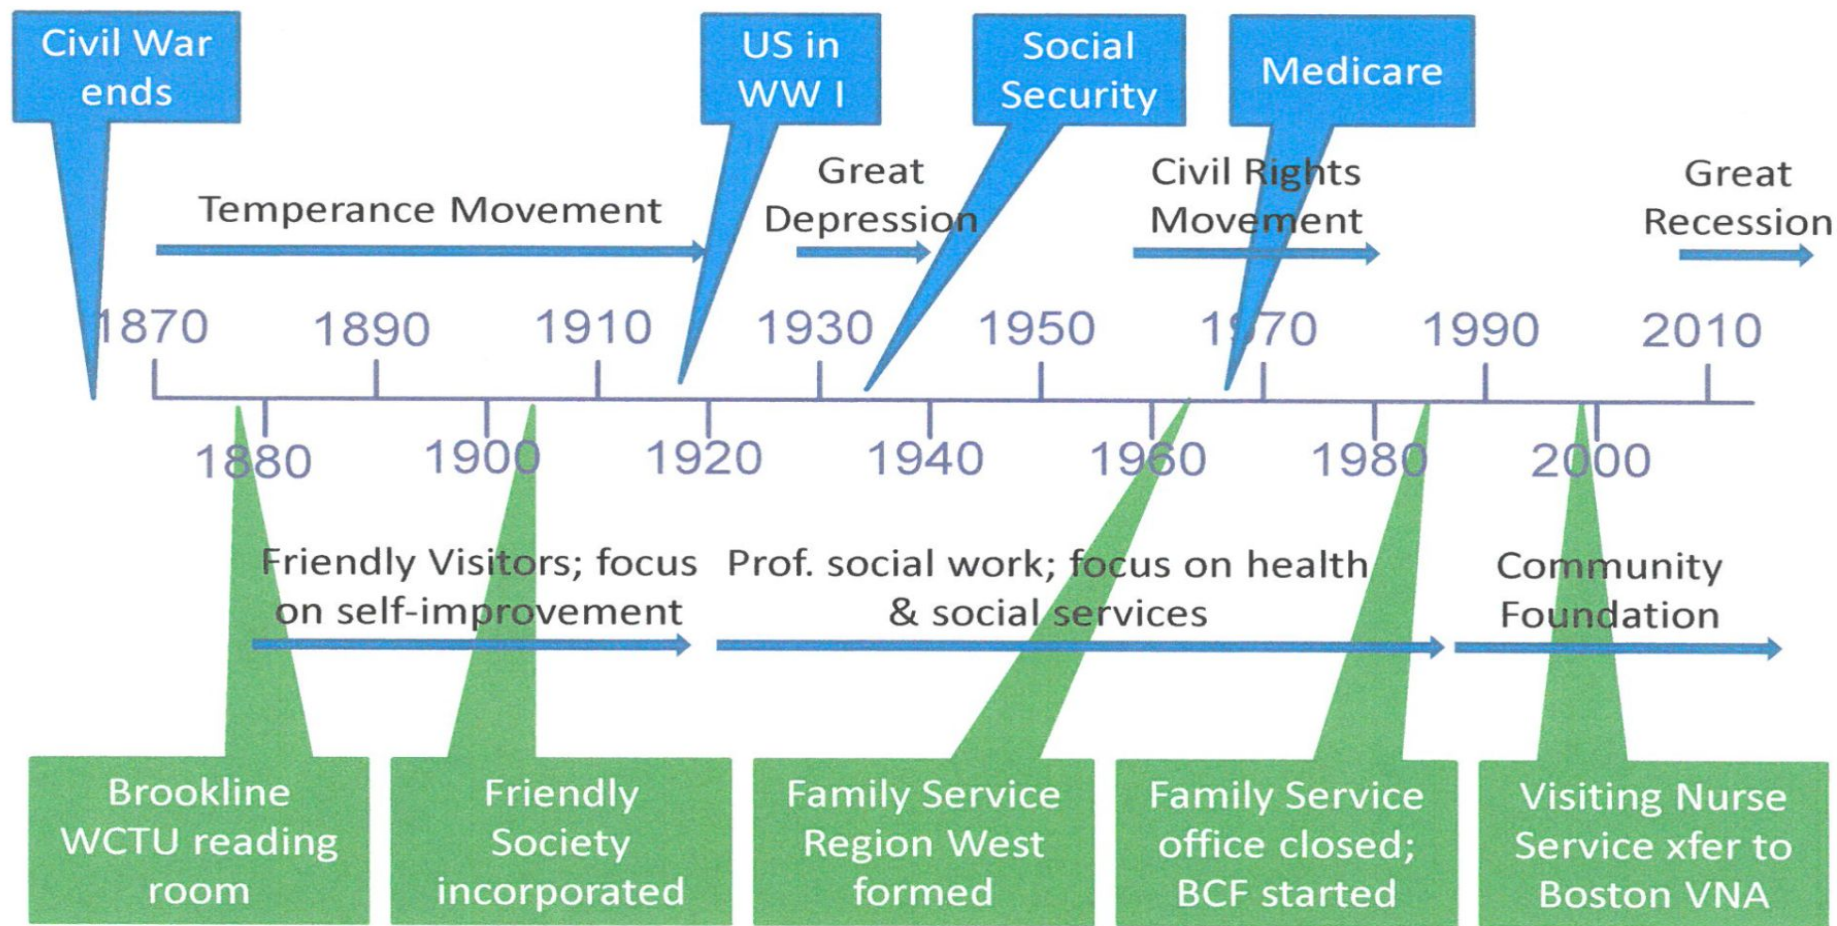 Civil War
ends
US in
WW I
Social
Security
Medicare
Temperance Movement
Great
Depression
Civil Rights
Movement
Great
Recession
1870
1890
1910
1930
1950
1970
1990
2010
1880
1900
1920
1940
1960
1980
2000
Friendly Visitors; focus
on self-improvement
Prof. social work; focus on health
& social services
Community
Foundation
Brookline
WCTU reading
room
Friendly
Society
incorporated
Family Service
Region West
formed
Family Service
office closed;
BCF started
Visiting Nurse
Service xfer to
Boston VNA